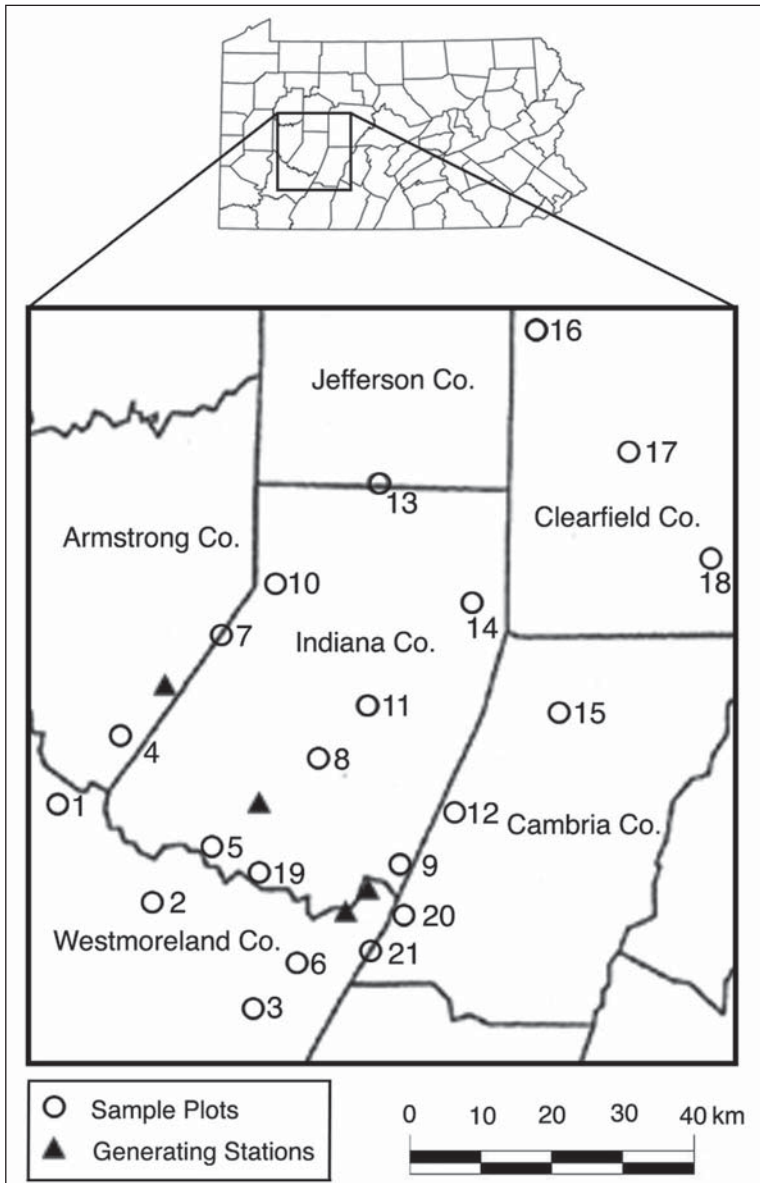 16
Jefferson Co.
17
13
Armstrong Co.
Clearfield Co.
18
10
14
7
Indiana Co.
11
15
4
8
1
12
Cambria Co.
5
9
19
2
20
Westmoreland Co.
21
6
3
Sample Plots
Generating Stations
0 10 20 30 40 km